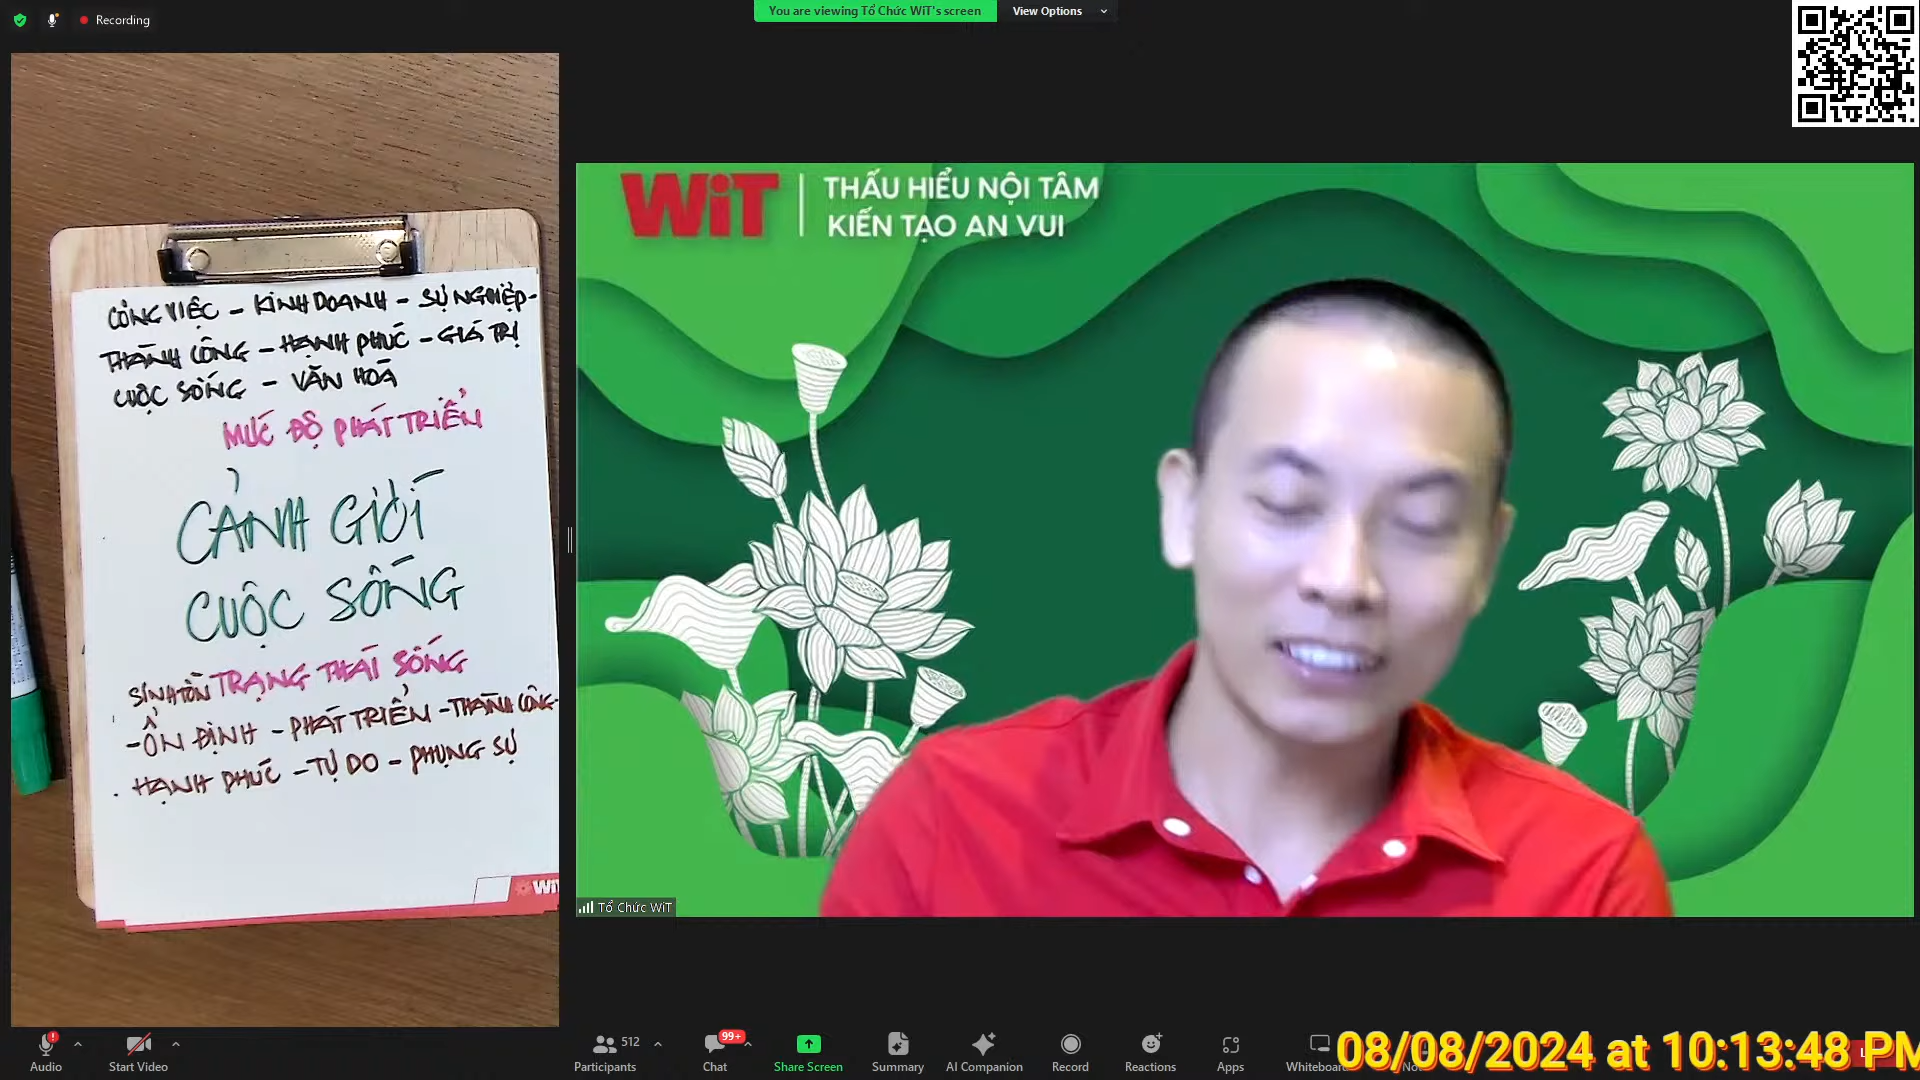 Recording
You are viewing Tổ Chức WiT's screen
View Options
CÔNG VIỆC - KINH DOANH - SỰ NGHIỆP -
THÀNH CÔNG - HẠNH PHÚC - GIÁ TRỊ
CUỘC SỐNG - VĂN HOÁ
MỨC ĐỘ PHÁT TRIỂN
CẢNH GIỚI
CUỘC SỐNG
SINH TỒN TRẠNG THÁI SỐNG
- ỔN ĐỊNH - PHÁT TRIỂN - THÀNH CÔNG -
HẠNH PHÚC - TỰ DO - PHỤNG SỰ
WiT
THẤU HIỂU NỘI TÂM
KIẾN TẠO AN VUI
Tổ Chức WiT
Audio
Start Video
512
Participants
99+
Chat
Share Screen
Summary
AI Companion
Record
Reactions
Apps
08/08/2024 at 10:13:48 PM